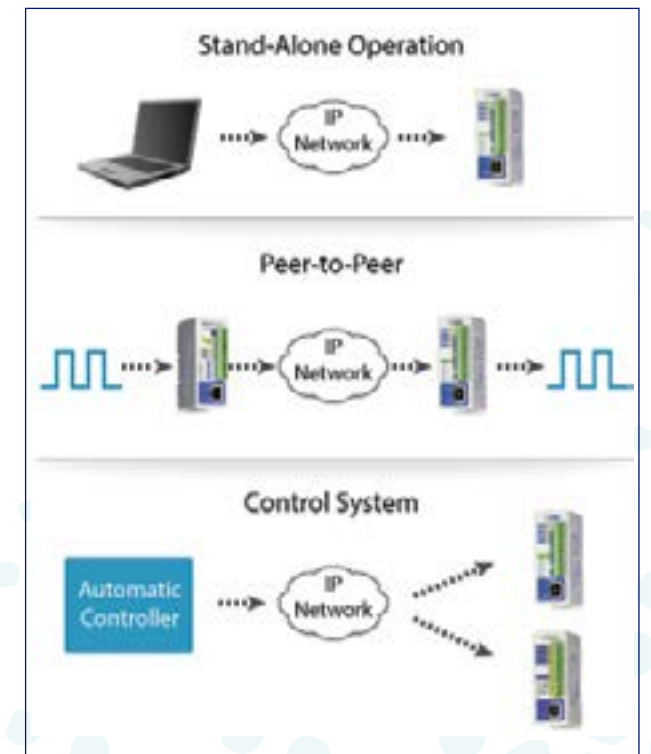 Stand-Alone Operation
IP
Network
Peer-to-Peer
IP
Network
Control System
Automatic
Controller
IP
Network